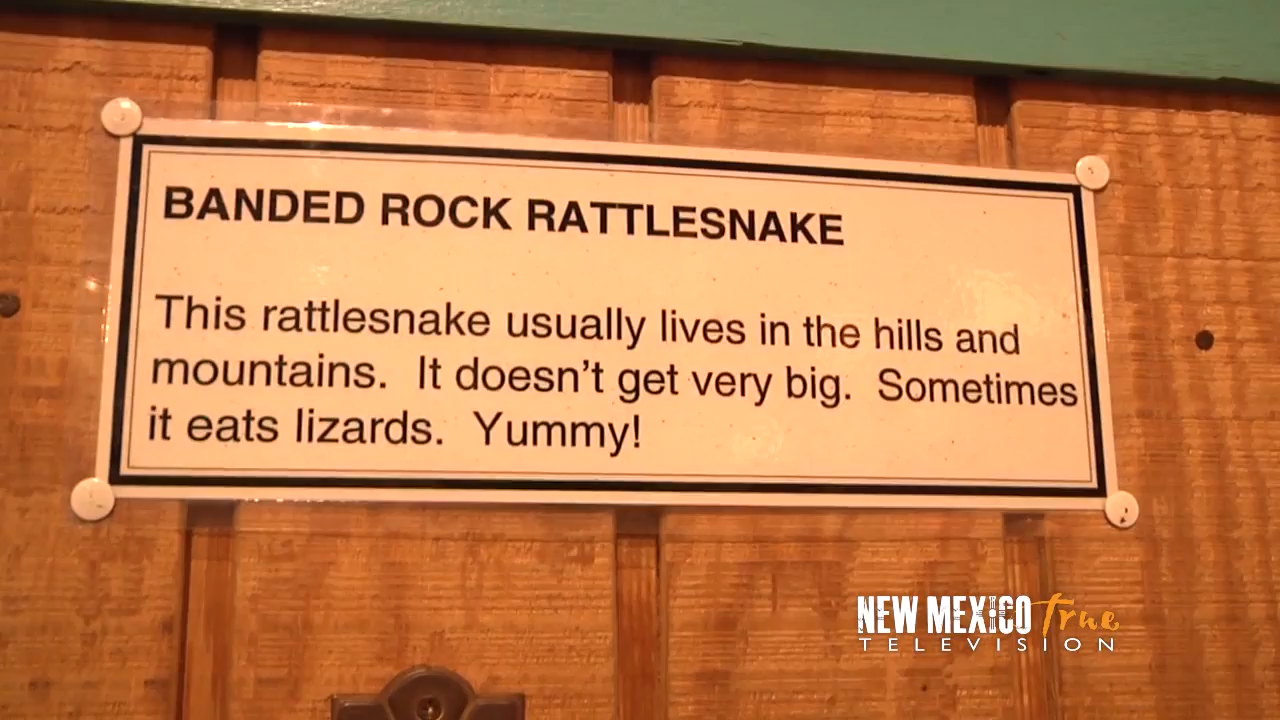 BANDED ROCK RATTLESNAKE
This rattlesnake usually lives in the hills and
mountains.  It doesn't get very big.  Sometimes
it eats lizards.  Yummy!
NEW MEXICO True
TELEVISION